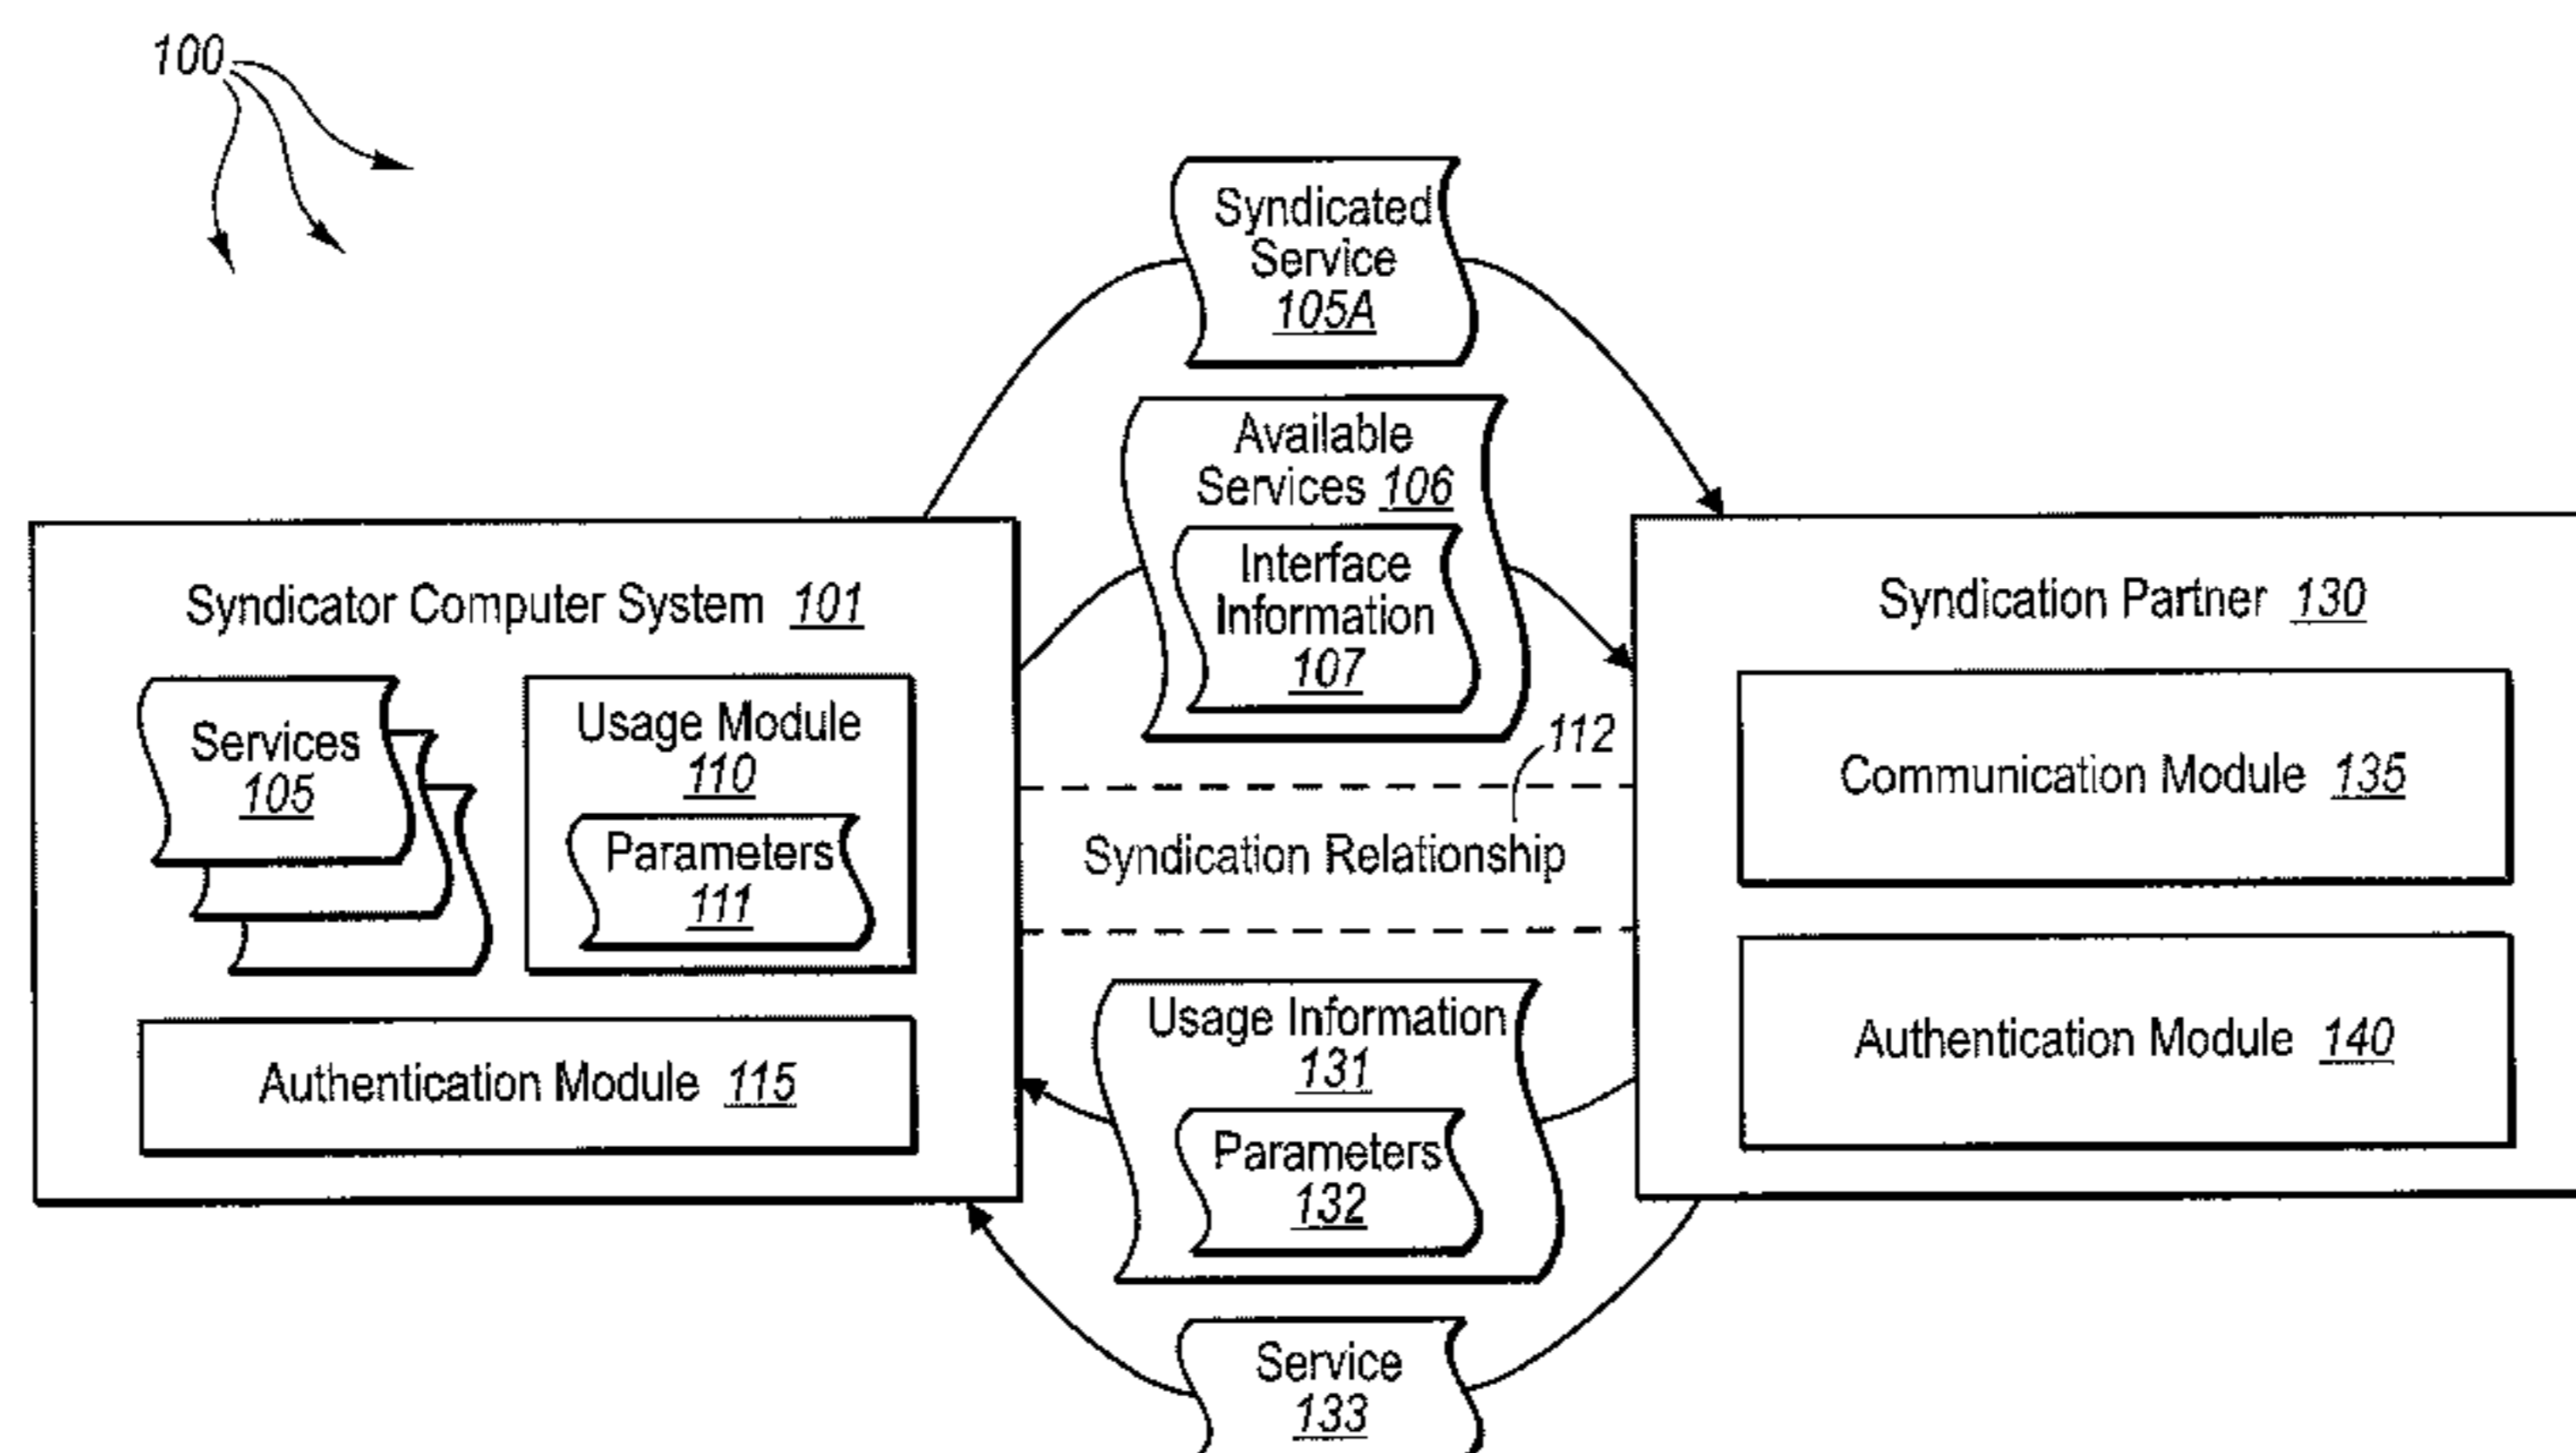 100
Syndicated
Service
105A
Available
Services 106
Interface
Information
107
Syndicator Computer System 101
Services
105
Usage Module
110
Parameters
111
Authentication Module 115
112
Syndication Relationship
Syndication Partner 130
Communication Module 135
Authentication Module 140
Usage Information
131
Parameters
132
Service
133